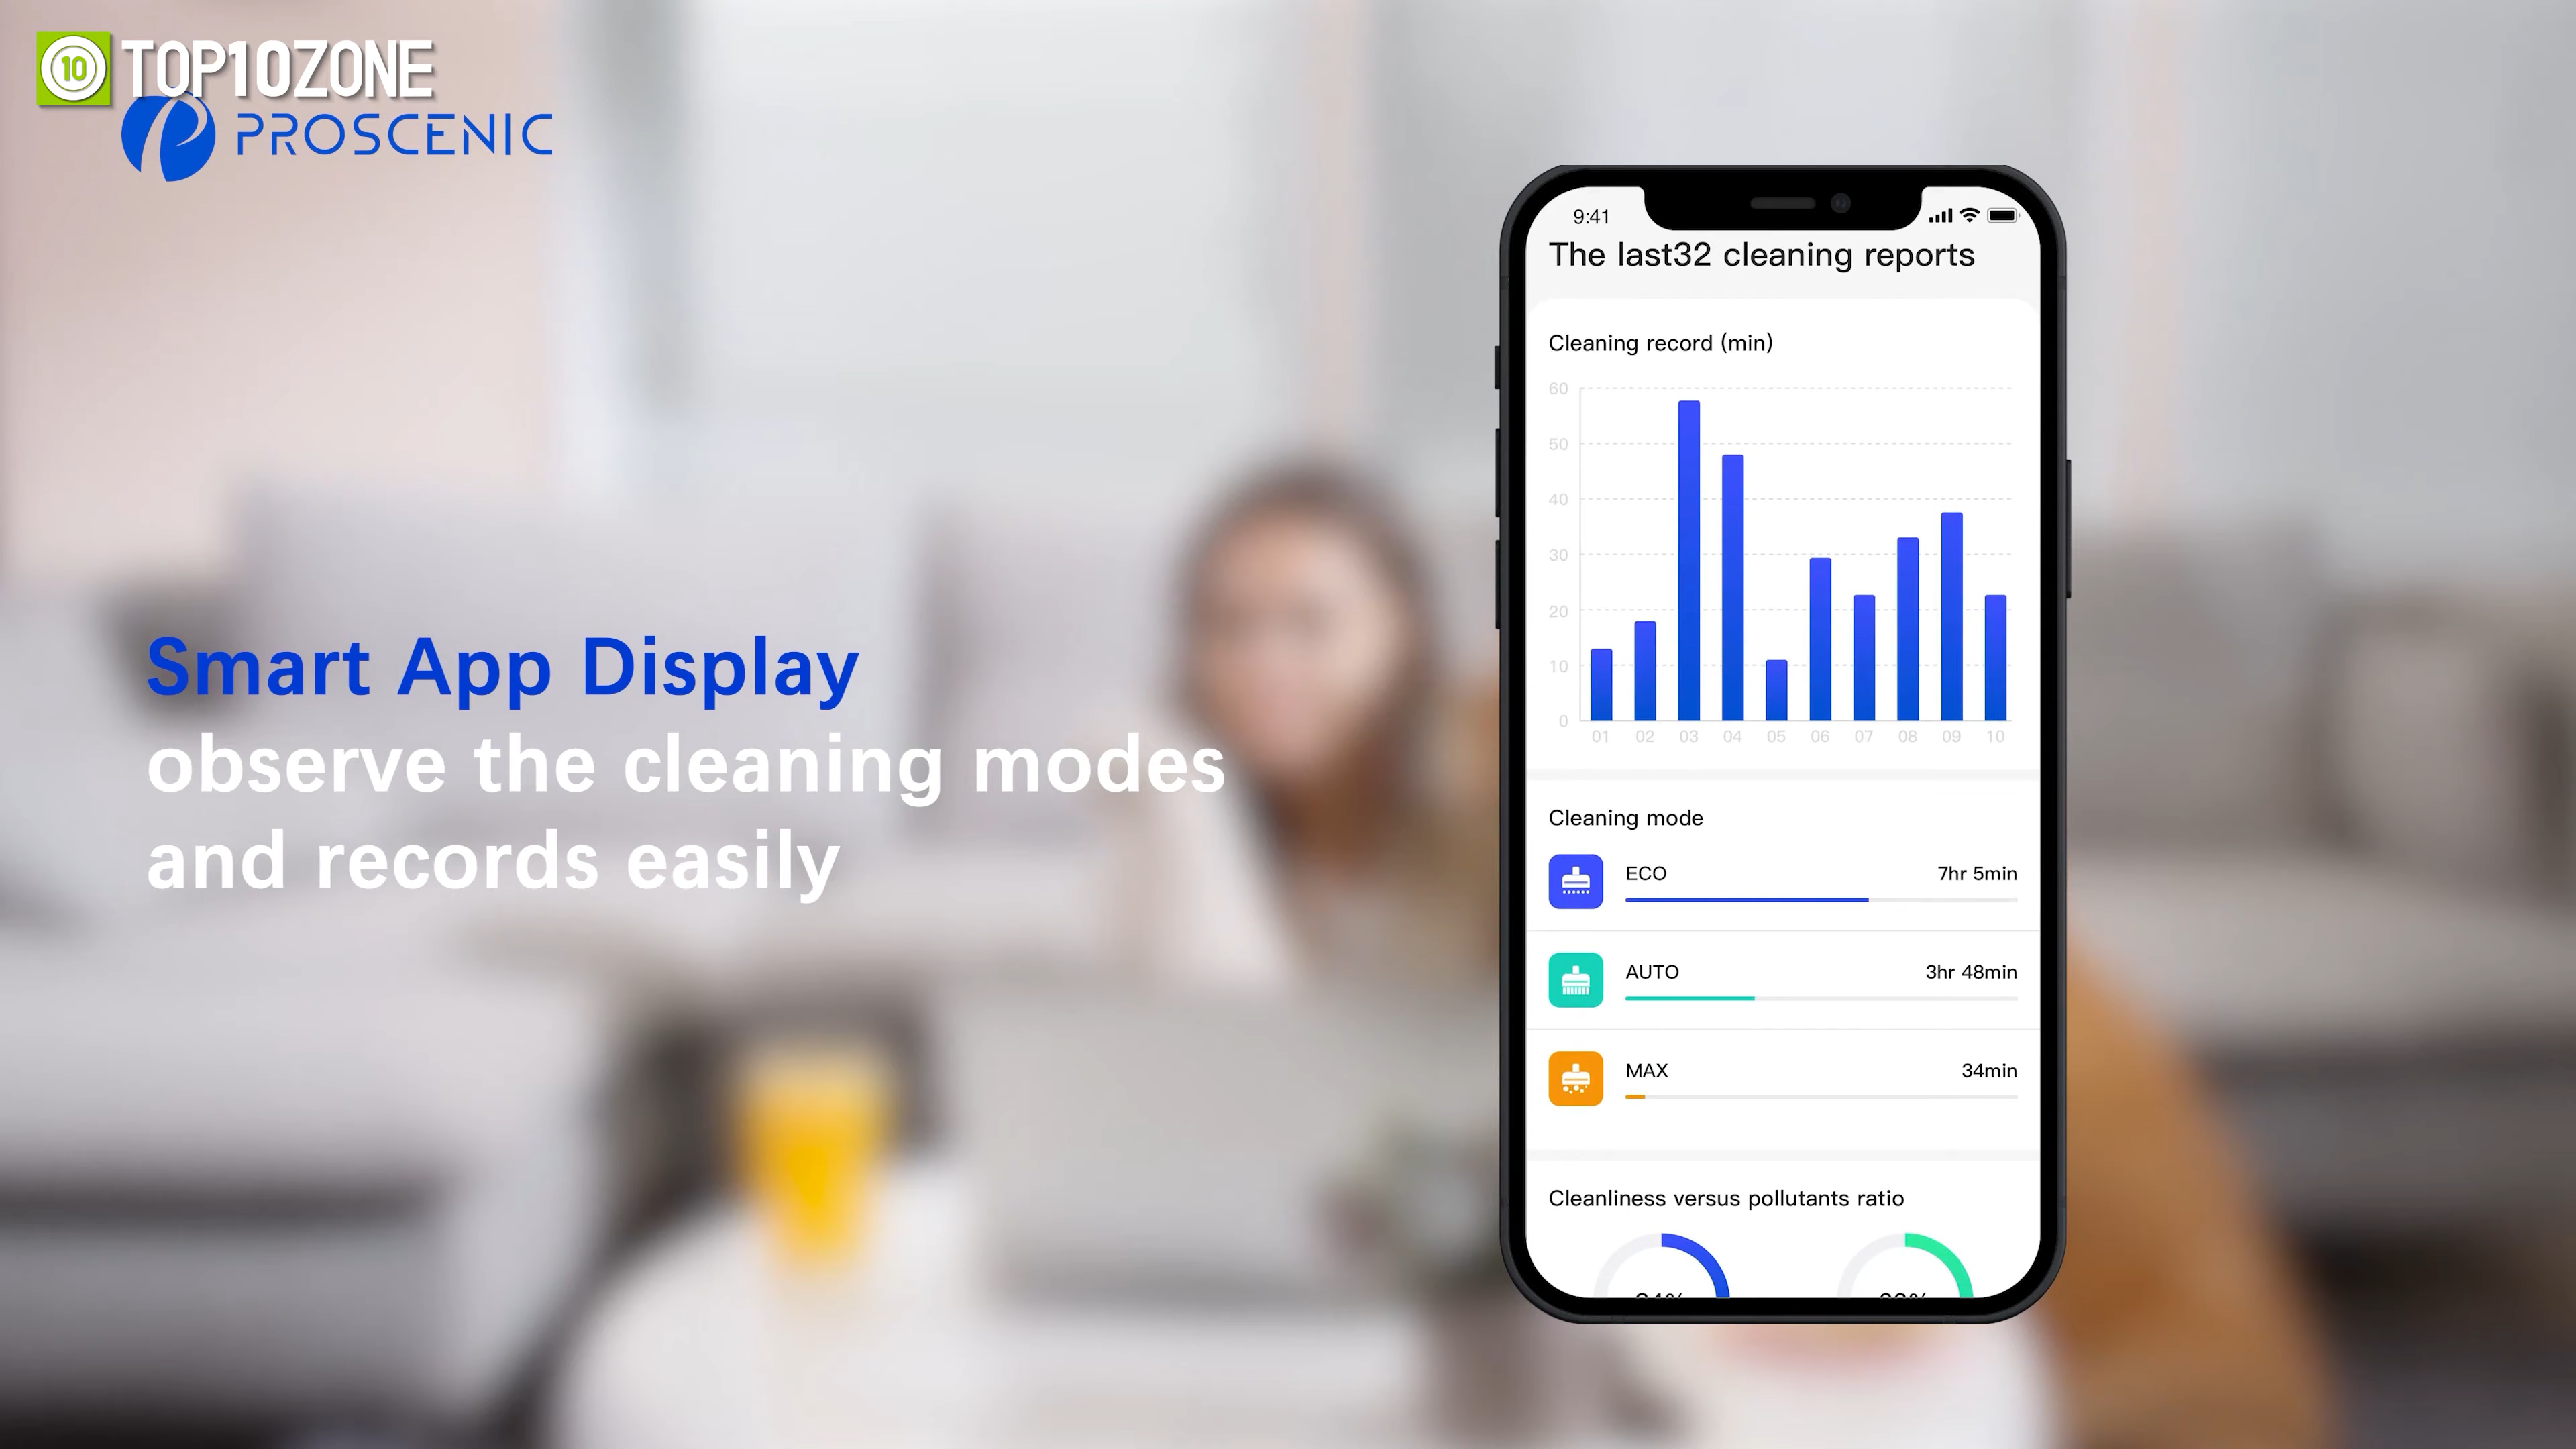 10 TOP10ZONE
PROSCENIC
Smart App Display
observe the cleaning modes
and records easily
9:41
The last32 cleaning reports
Cleaning record (min)
60
50
40
30
20
10
0
01 02 03 04 05 06 07 08 09 10
Cleaning mode
ECO 7hr 5min
AUTO 3hr 48min
MAX 34min
Cleanliness versus pollutants ratio